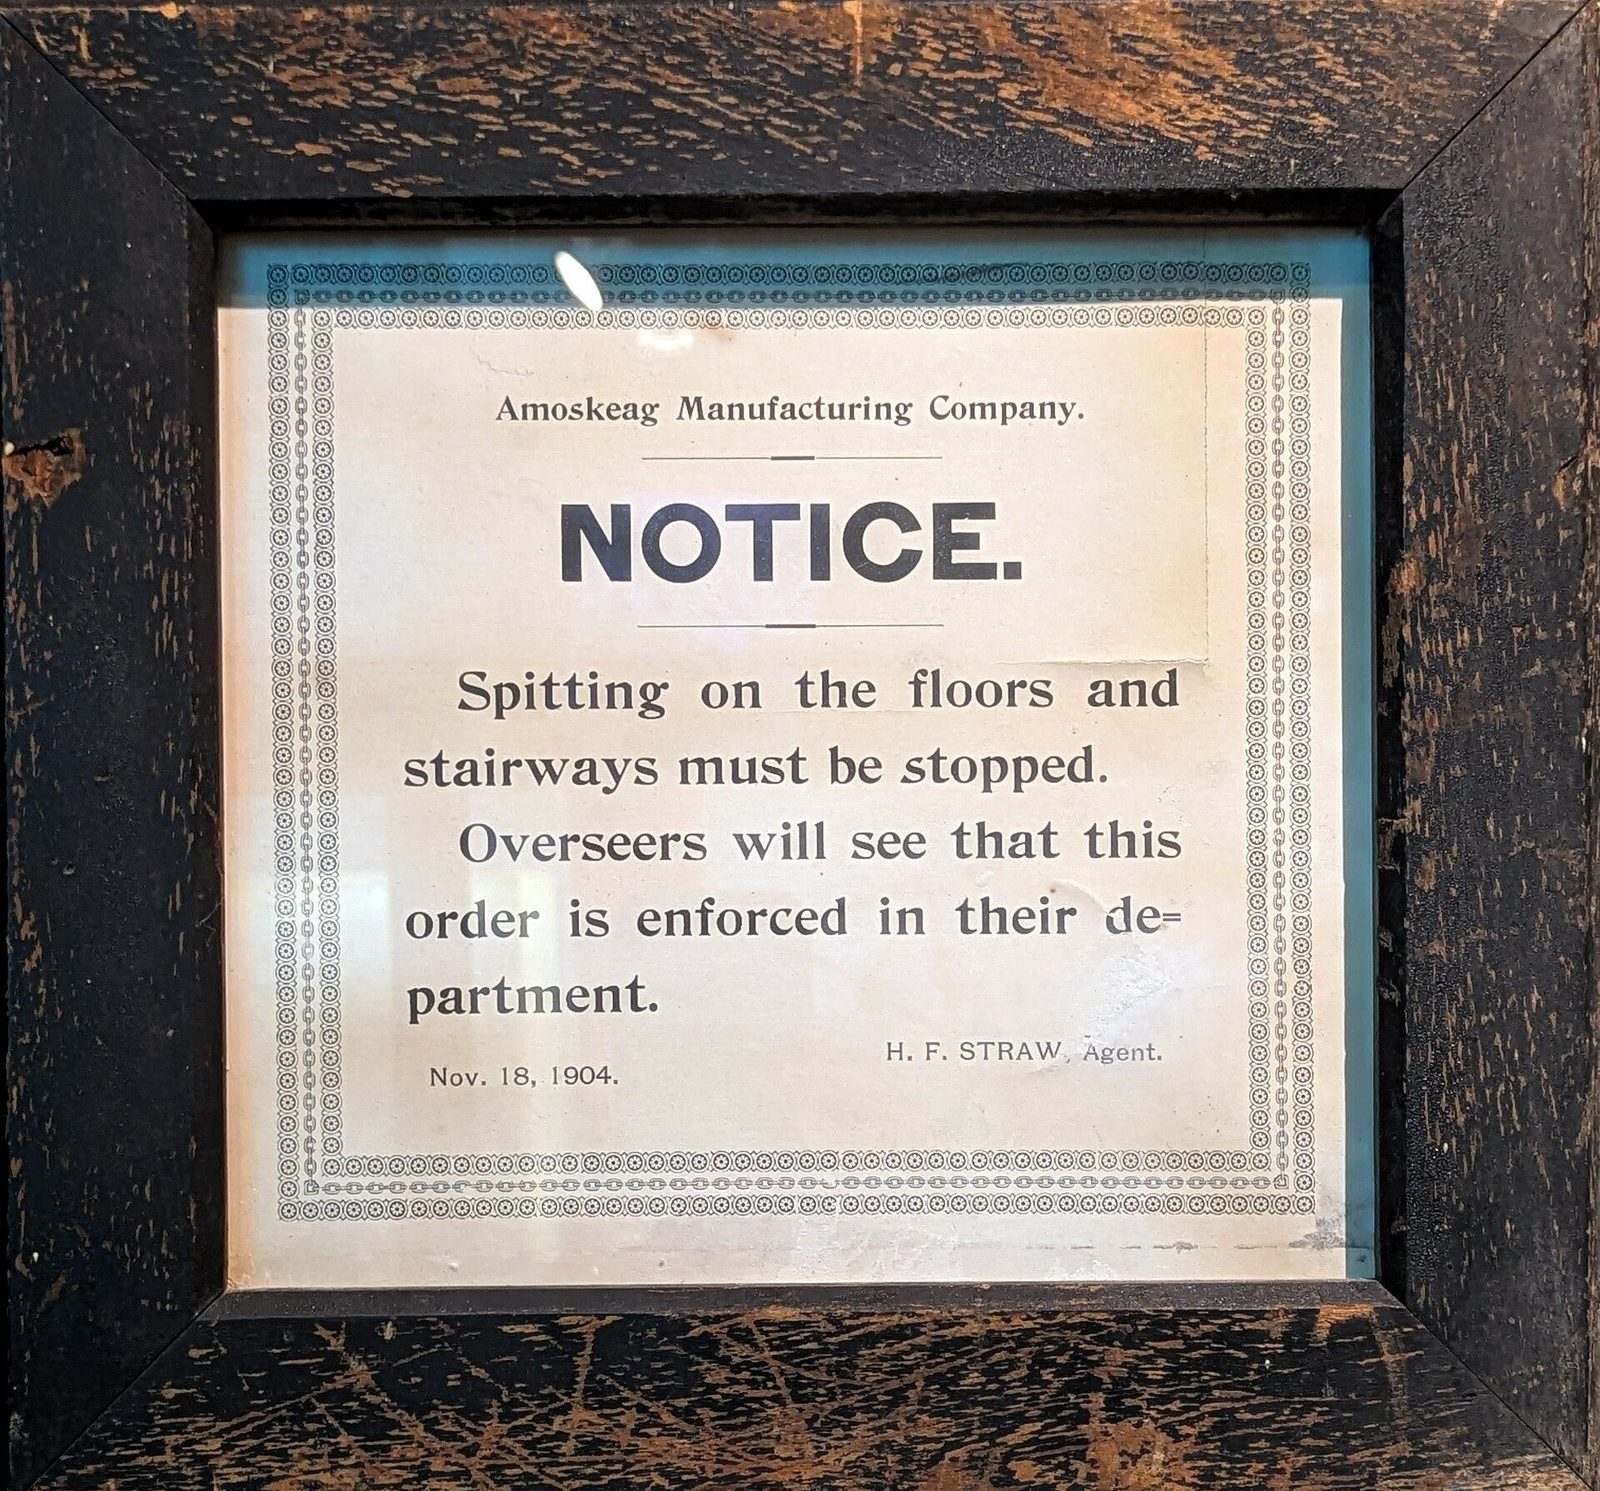 Amoskeag Manufacturing Company.
NOTICE.
Spitting on the floors and
stairways must be stopped.
Overseers will see that this
order is enforced in their de=
partment.
H. F. STRAW, Agent.
Nov. 18, 1904.